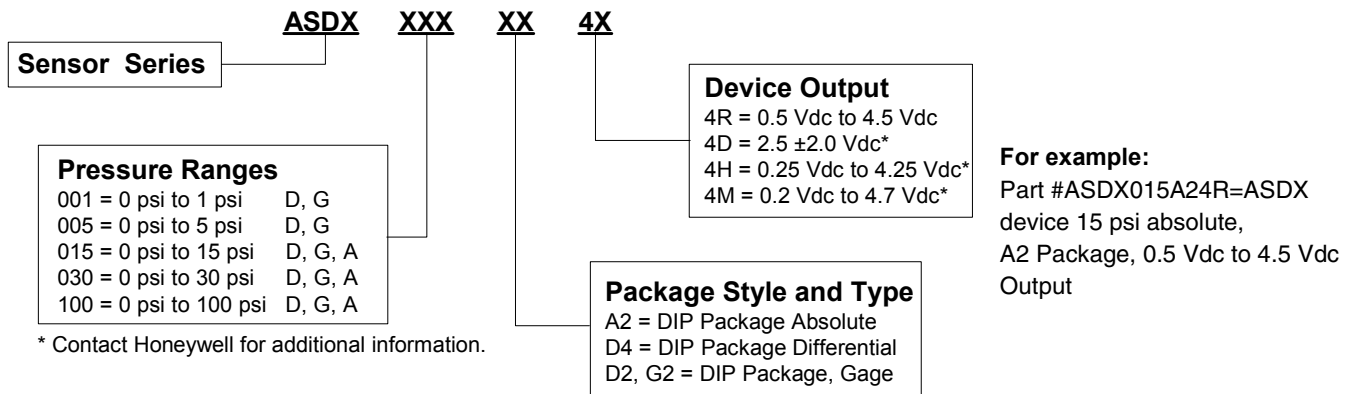 ASDX XXX XX 4X
Sensor Series
Device Output
4R = 0.5 Vdc to 4.5 Vdc
4D = 2.5 ±2.0 Vdc*
4H = 0.25 Vdc to 4.25 Vdc*
4M = 0.2 Vdc to 4.7 Vdc*
Pressure Ranges
001 = 0 psi to 1 psi D, G
005 = 0 psi to 5 psi D, G
015 = 0 psi to 15 psi D, G, A
030 = 0 psi to 30 psi D, G, A
100 = 0 psi to 100 psi D, G, A
* Contact Honeywell for additional information.
Package Style and Type
A2 = DIP Package Absolute
D4 = DIP Package Differential
D2, G2 = DIP Package, Gage
For example:
Part #ASDX015A24R=ASDX
device 15 psi absolute,
A2 Package, 0.5 Vdc to 4.5 Vdc
Output